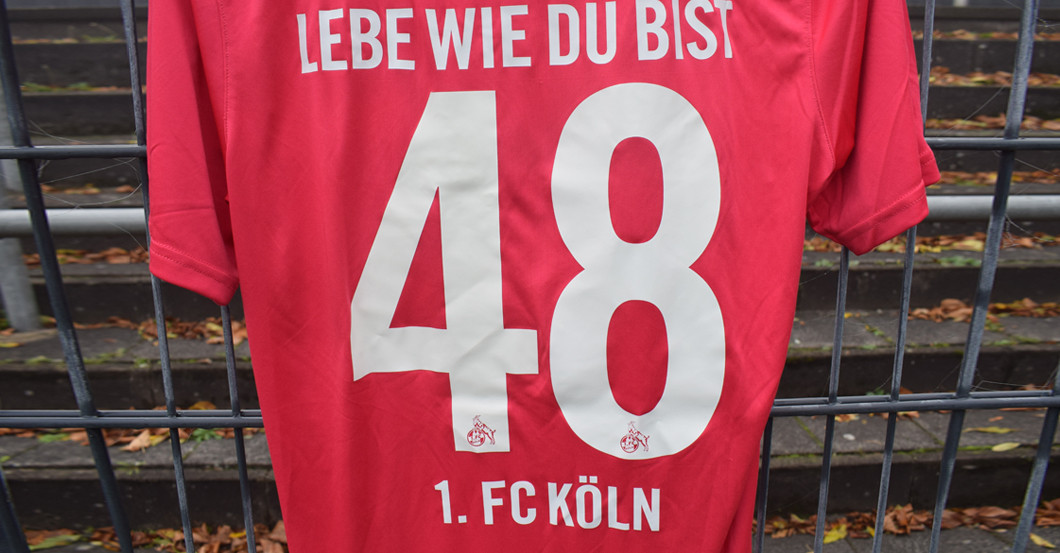 LEBE WIE DU BIST
48
1. FC KÖLN